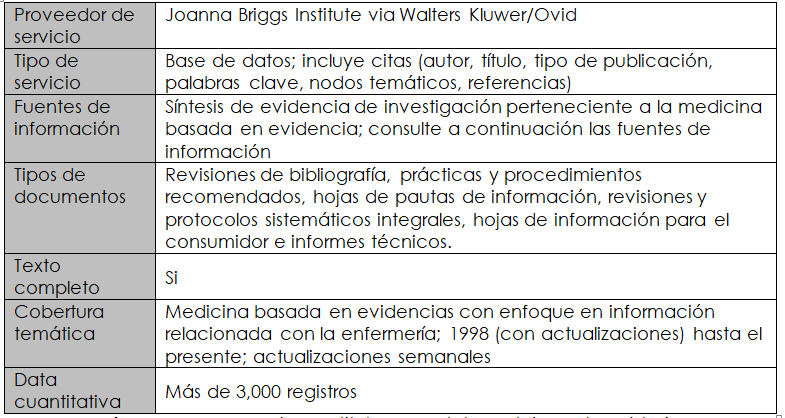 Proveedor de servicio
Joanna Briggs Institute via Walters Kluwer/Ovid
Tipo de servicio
Base de datos; incluye citas (autor, título, tipo de publicación,
palabras clave, nodos temáticos, referencias)
Fuentes de información
Síntesis de evidencia de investigación perteneciente a la medicina
basada en evidencia; consulte a continuación las fuentes de
información
Tipos de documentos
Revisiones de bibliografía, prácticas y procedimientos
recomendados, hojas de pautas de información, revisiones y
protocolos sistemáticos integrales, hojas de información para el
consumidor e informes técnicos.
Texto completo
Si
Cobertura temática
Medicina basada en evidencias con enfoque en información
relacionada con la enfermería; 1998 (con actualizaciones) hasta el
presente; actualizaciones semanales
Data cuantitativa
Más de 3,000 registros